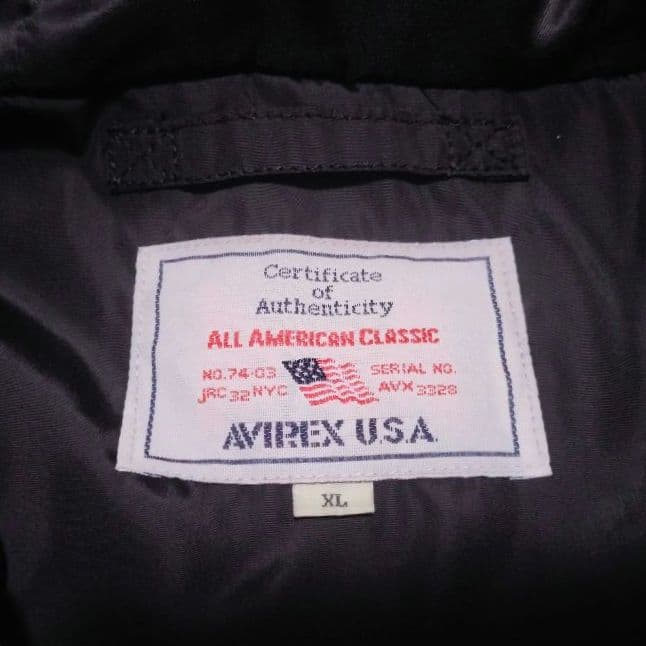 Certificate
of
Authenticity
ALL AMERICAN CLASSIC
NO.74-03 SERIAL NO.
JRC 32 NYC AVX 3328
AVIREX U.S.A.
XL